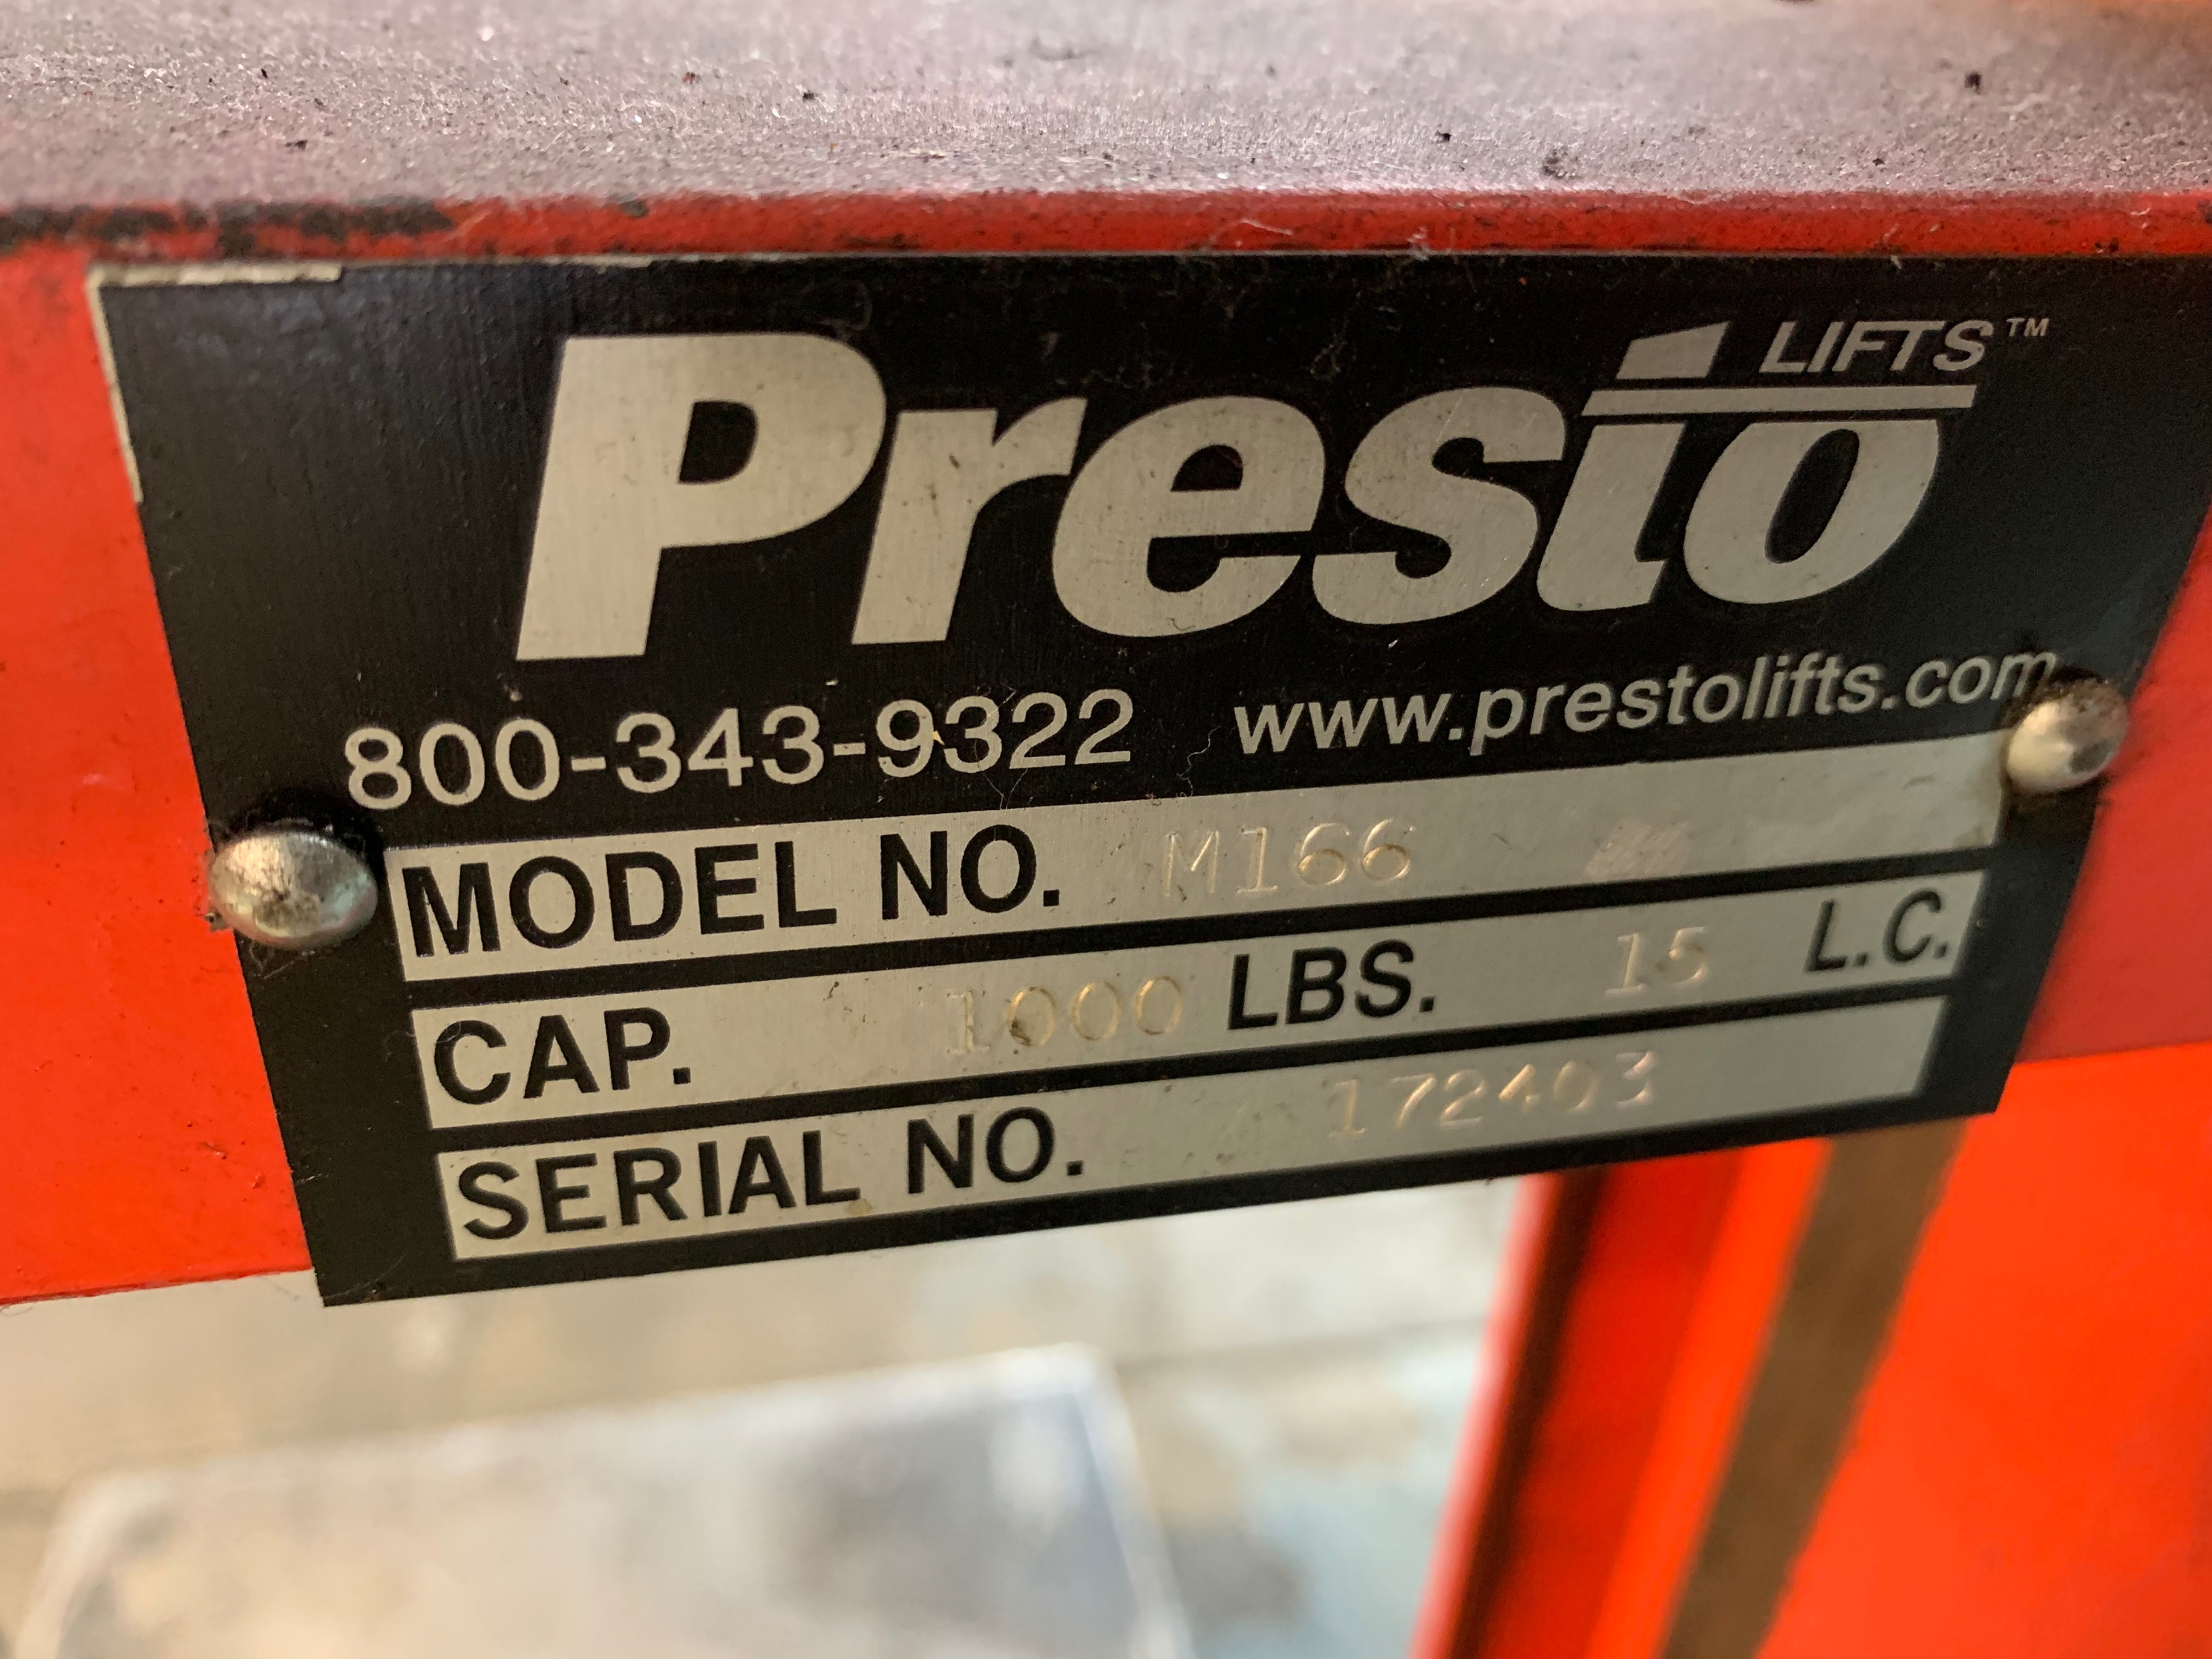 Presto LIFTS™
800-343-9322 www.prestolifts.com
MODEL NO. M166
CAP. 1000 LBS. 15 L.C.
SERIAL NO. 172403